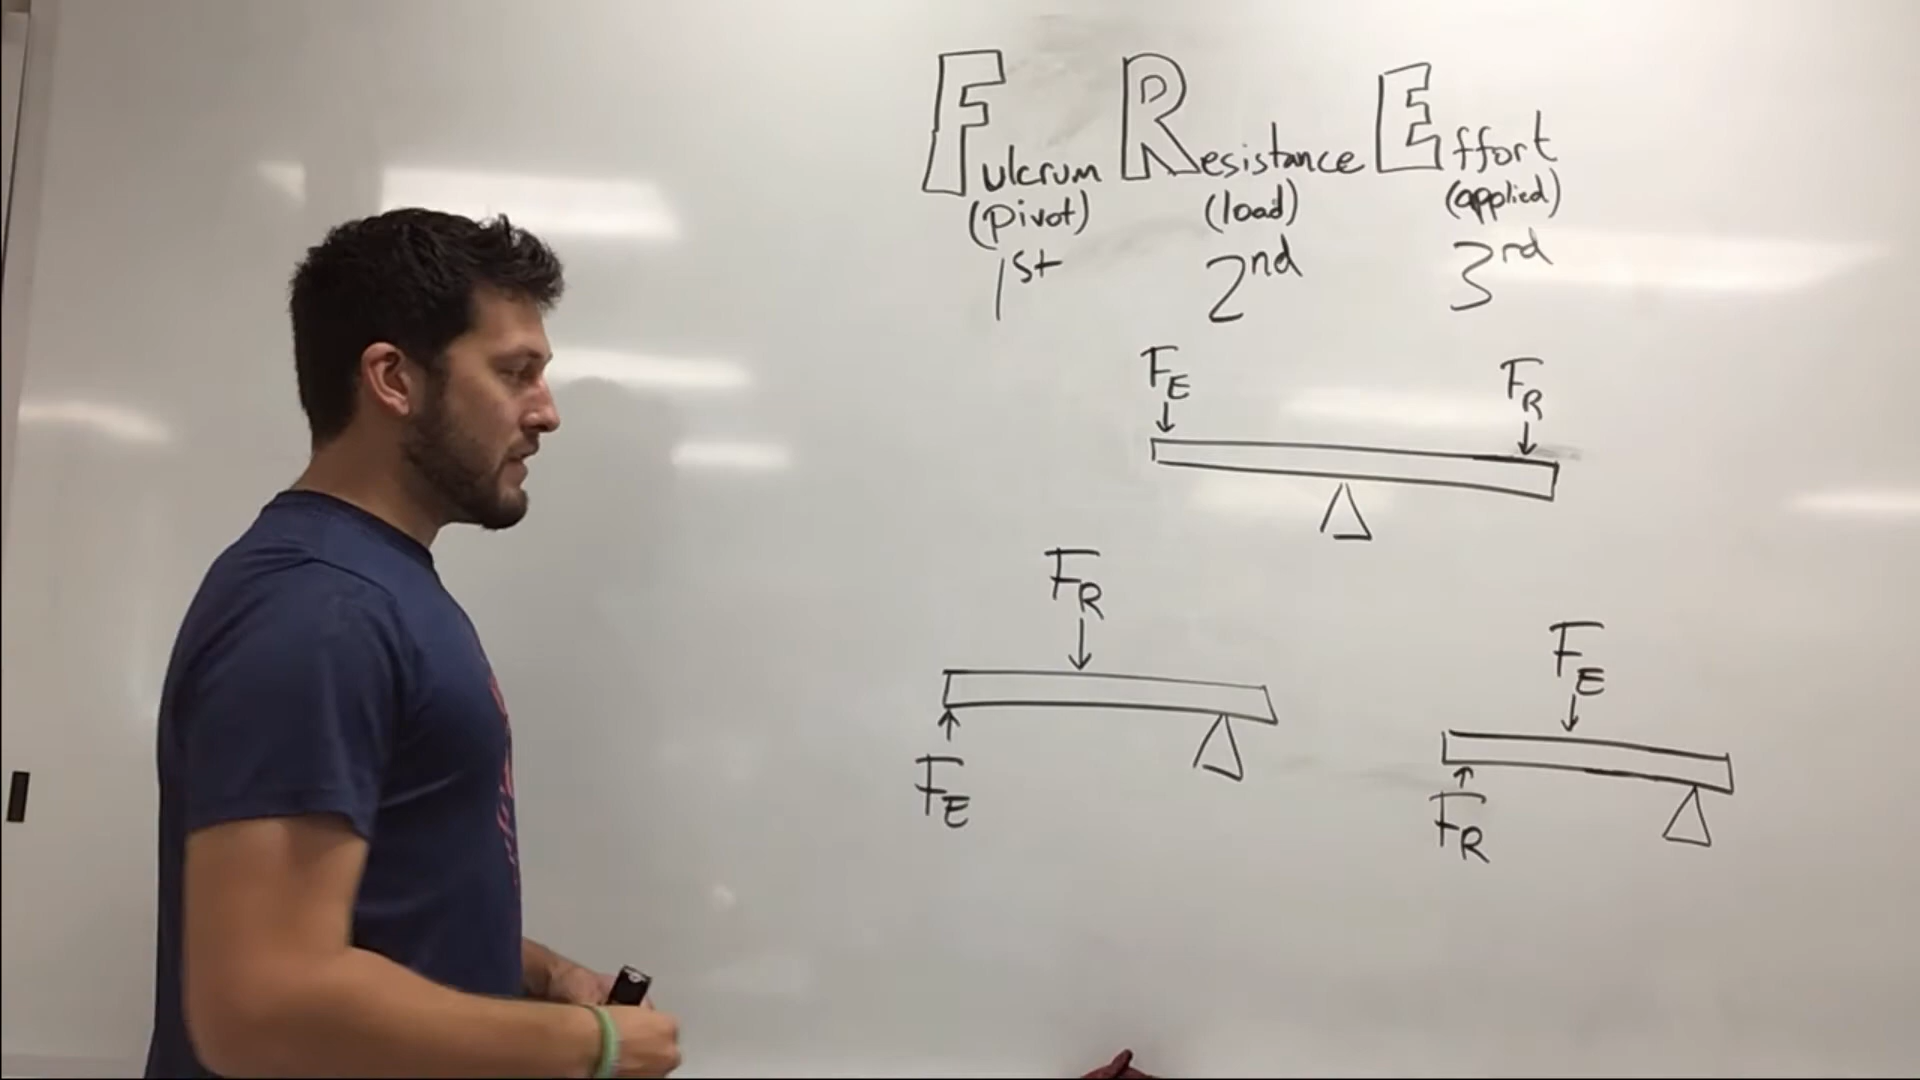 Fulcrum Resistance Effort
(pivot) (load) (applied)
1st 2nd 3rd
FE FR
FR
FE
FE
FR